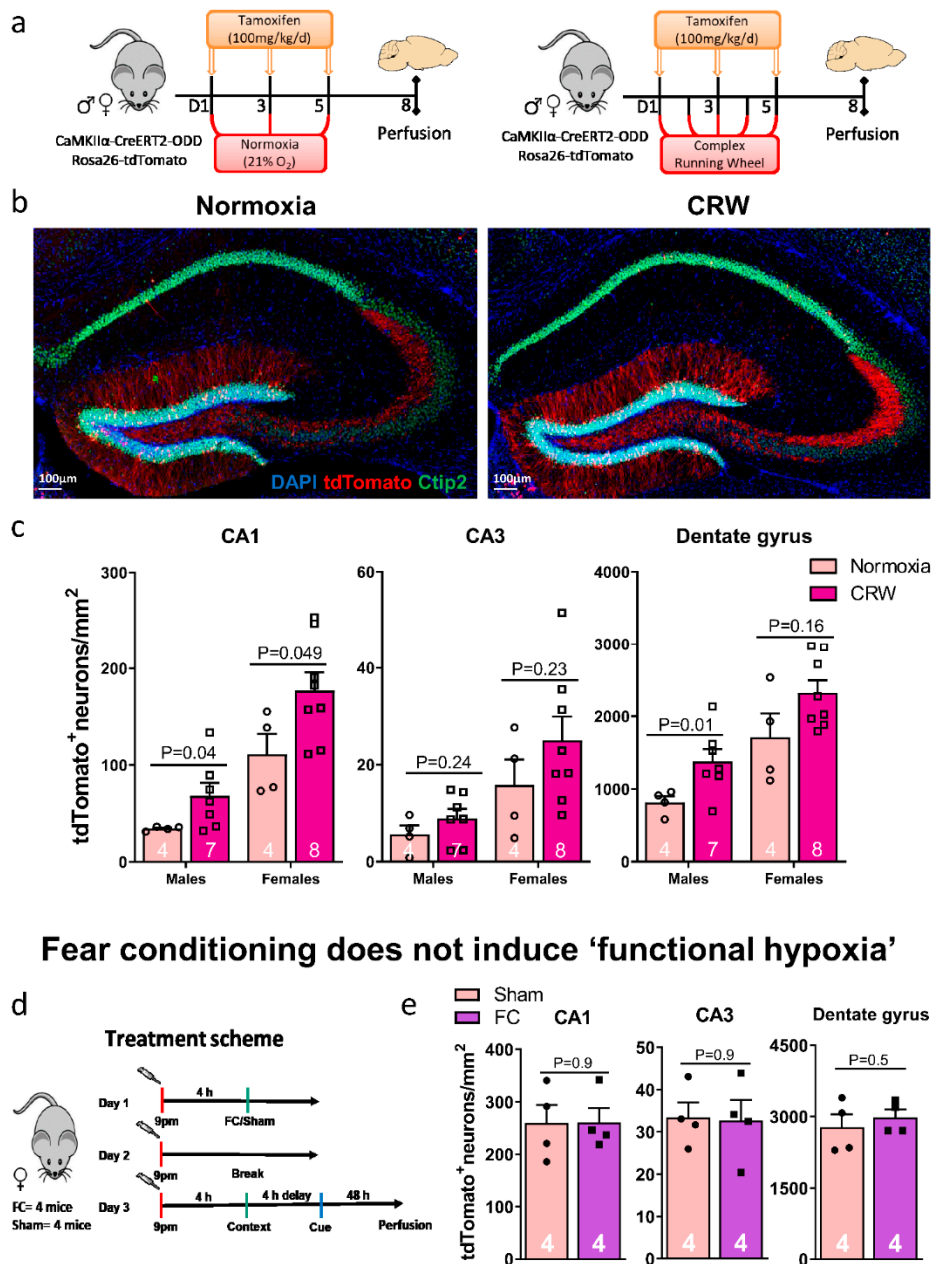 a
Tamoxifen
(100mg/kg/d)
D1
3
5
8
♂♀
Perfusion
CaMKIIα-CreERT2-ODD
Rosa26-tdTomato
Normoxia
(21% O₂)
Tamoxifen
(100mg/kg/d)
D1
3
5
8
♂♀
Perfusion
CaMKIIα-CreERT2-ODD
Rosa26-tdTomato
Complex
Running Wheel
b
Normoxia
CRW
100µm
DAPI tdTomato Ctip2
100µm
c
CA1
CA3
Dentate gyrus
Normoxia
CRW
tdTomato⁺neurons/mm²
300
200
100
0
P=0.04
P=0.049
4
7
4
8
Males
Females
60
40
20
0
P=0.24
P=0.23
4
7
4
8
Males
Females
4000
3000
2000
1000
0
P=0.01
P=0.16
4
7
4
8
Males
Females
Fear conditioning does not induce ‘functional hypoxia’
d
Treatment scheme
Day 1
4 h
9pm
FC/Sham
Day 2
9pm
Break
♀
FC= 4 mice
Sham= 4 mice
Day 3
4 h
4 h delay
48 h
9pm
Context
Cue
Perfusion
e
Sham
FC
CA1
CA3
Dentate gyrus
tdTomato⁺neurons/mm²
400
300
200
100
0
P=0.9
4
4
50
40
30
20
10
0
P=0.9
4
4
4500
3000
1500
0
P=0.5
4
4